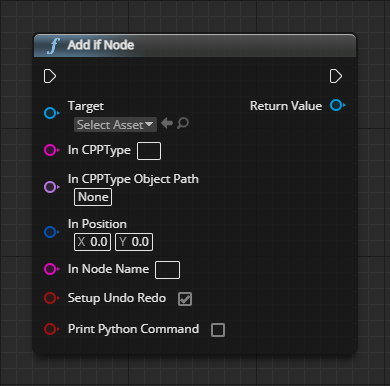 f Add If Node
Target Return Value
Select Asset
In CPPType
In CPPType Object Path
None
In Position
X 0.0 Y 0.0
In Node Name
Setup Undo Redo
Print Python Command